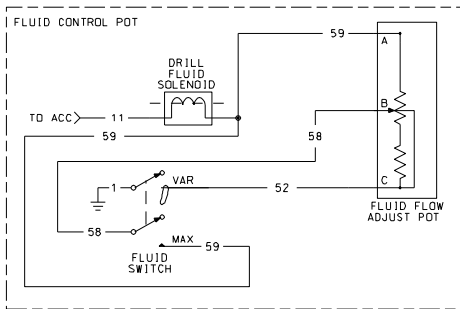 FLUID CONTROL POT
59
A
DRILL
FLUID
SOLENOID
TO ACC
11
B
59
58
1
VAR
52
C
FLUID FLOW
ADJUST POT
58
MAX
59
FLUID
SWITCH